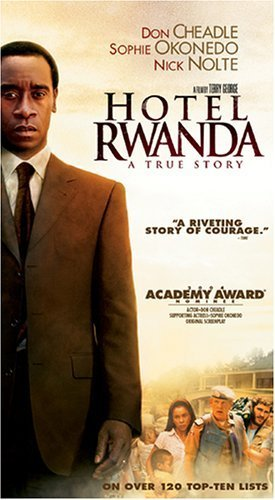 DON CHEADLE
SOPHIE OKONEDO
NICK NOLTE
A FILM BY TERRY GEORGE
HOTEL
RWANDA
A TRUE STORY
"A RIVETING
STORY OF COURAGE."
– TIME
ACADEMY AWARD®
NOMINEE
ACTOR • DON CHEADLE
SUPPORTING ACTRESS • SOPHIE OKONEDO
ORIGINAL SCREENPLAY
ON OVER 120 TOP-TEN LISTS